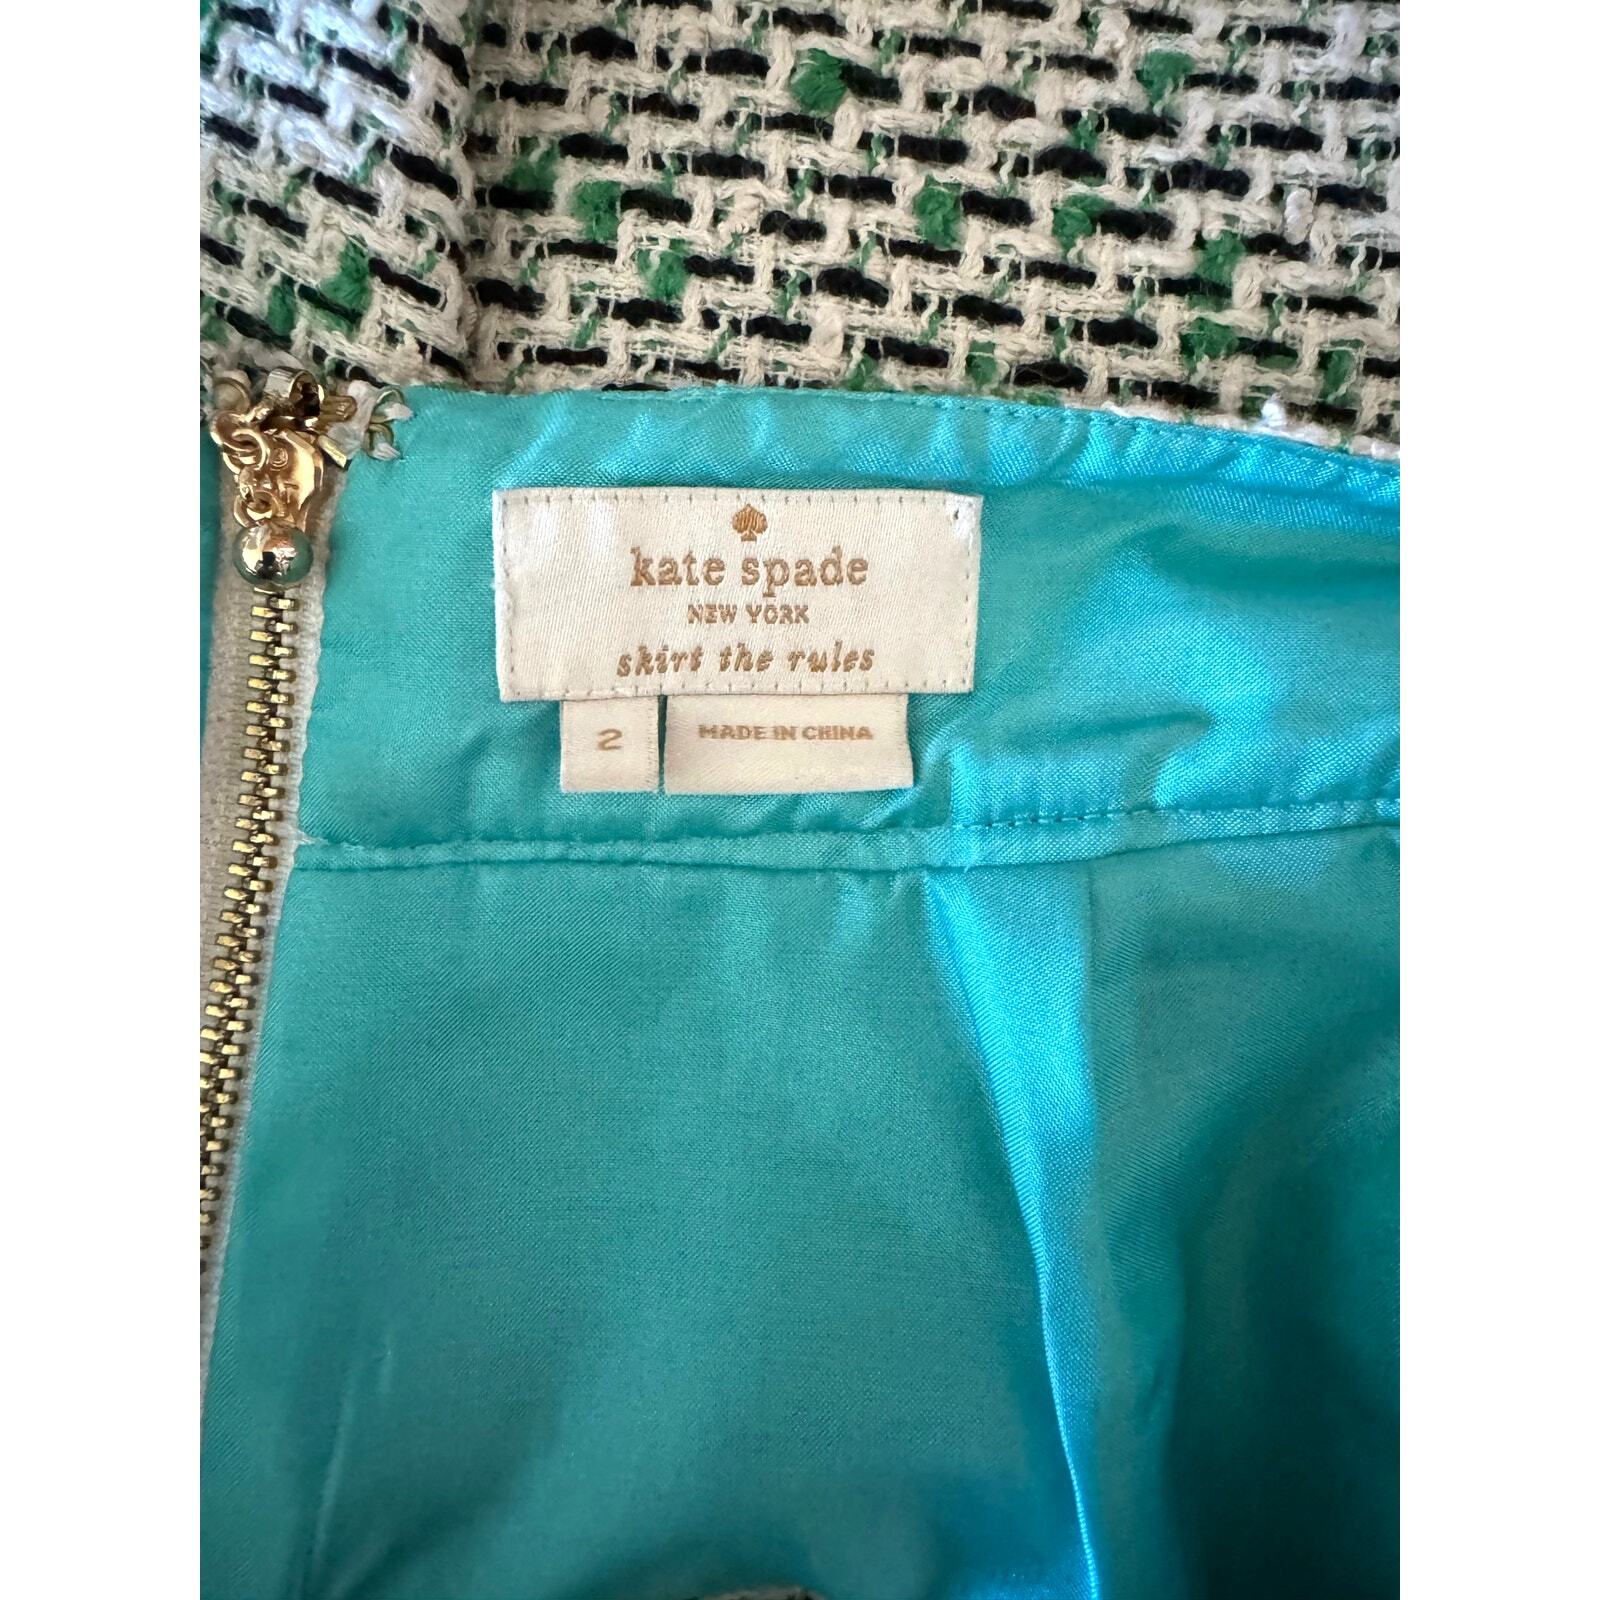 kate spade
NEW YORK
skirt the rules
2
MADE IN CHINA